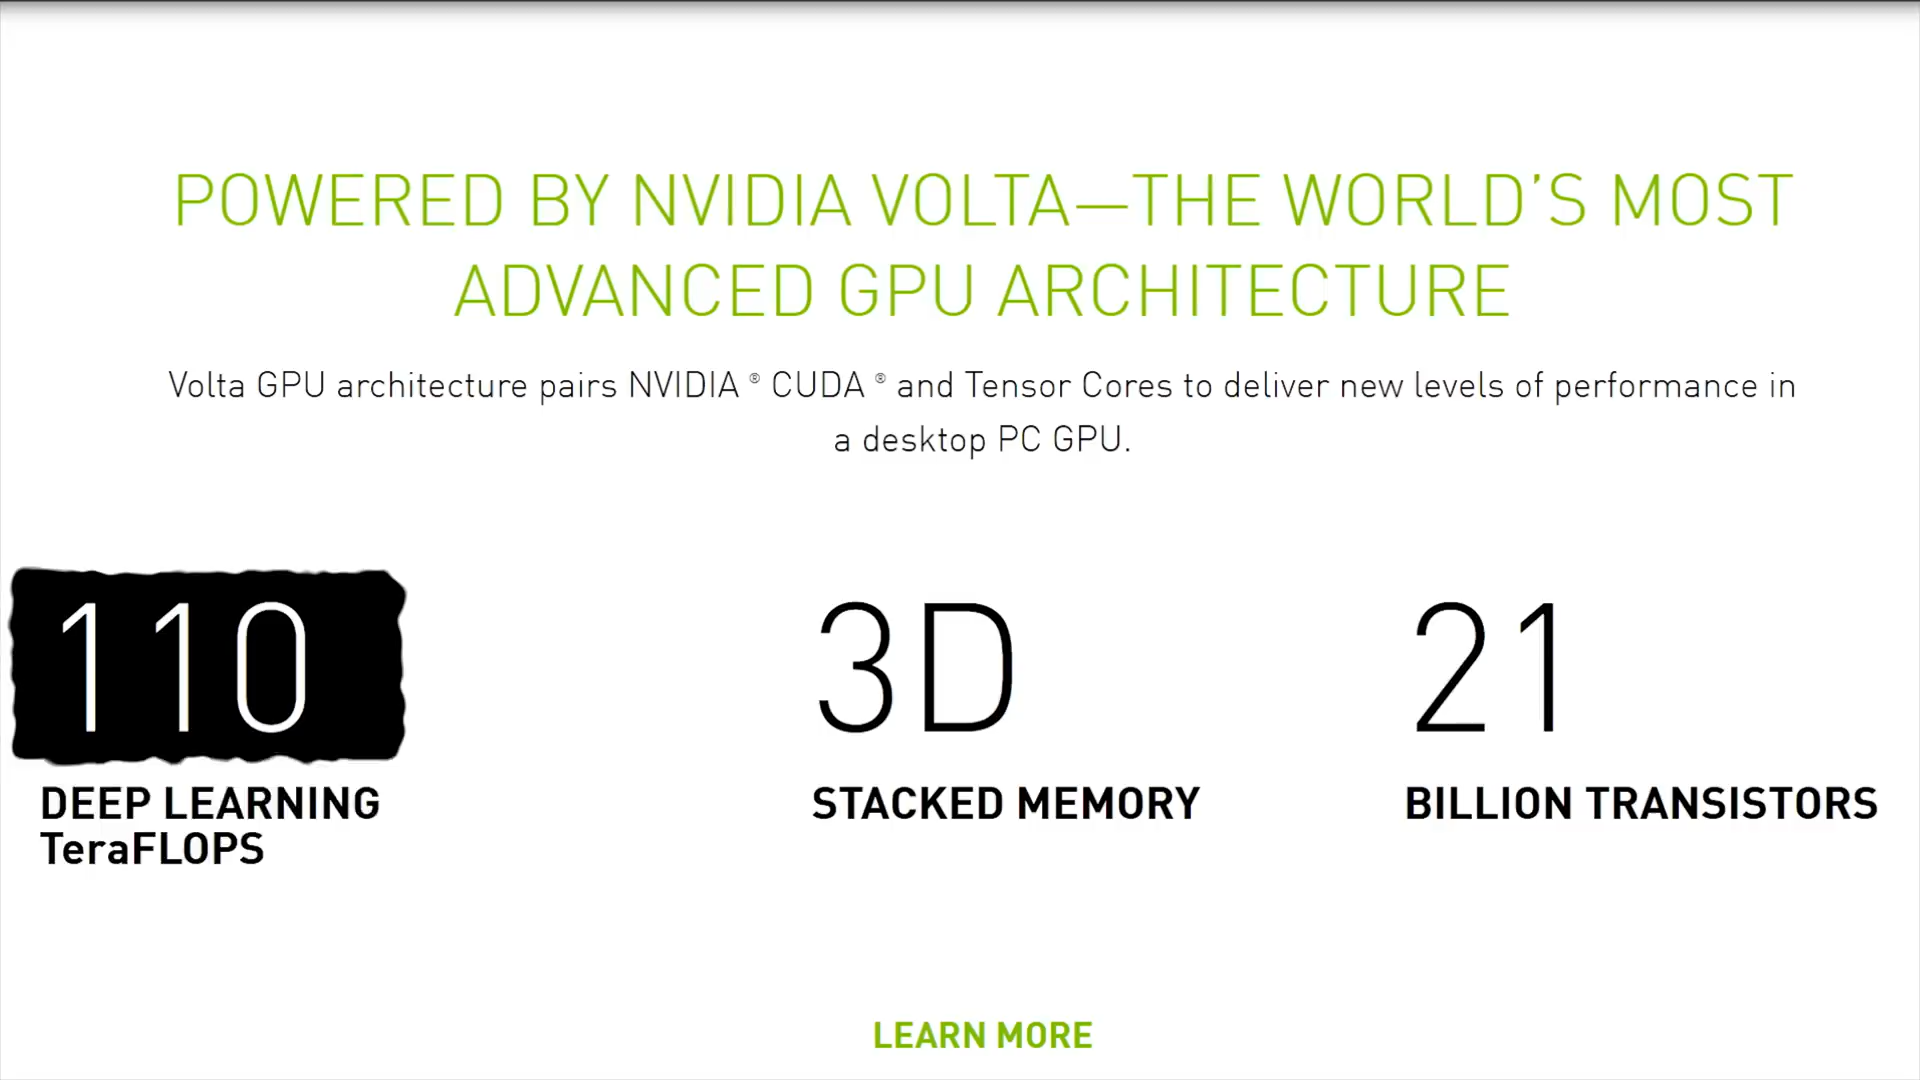 POWERED BY NVIDIA VOLTA—THE WORLD'S MOST
ADVANCED GPU ARCHITECTURE
Volta GPU architecture pairs NVIDIA ® CUDA ® and Tensor Cores to deliver new levels of performance in
a desktop PC GPU.
110
DEEP LEARNING
TeraFLOPS
3D
STACKED MEMORY
21
BILLION TRANSISTORS
LEARN MORE